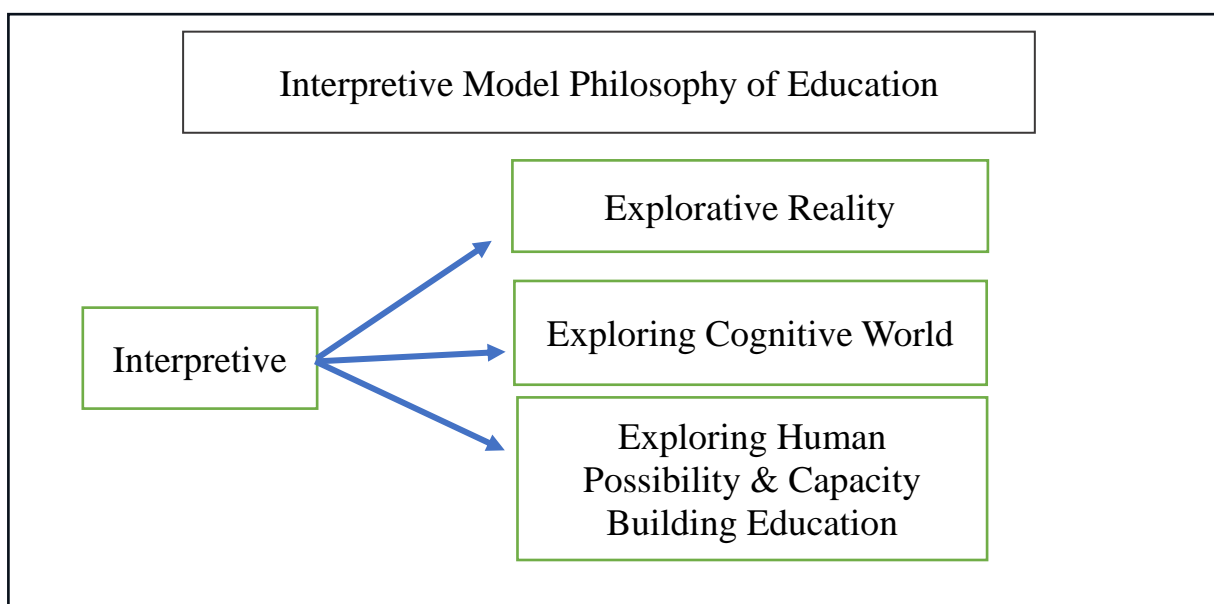 Interpretive Model Philosophy of Education
Explorative Reality
Exploring Cognitive World
Interpretive
Exploring Human
Possibility & Capacity
Building Education